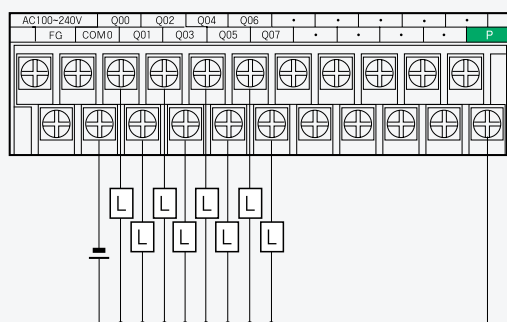 AC100~240V Q00 Q02 Q04 Q06 • • • • •
FG COM0 Q01 Q03 Q05 Q07 • • • • P
L L L L
L L L L